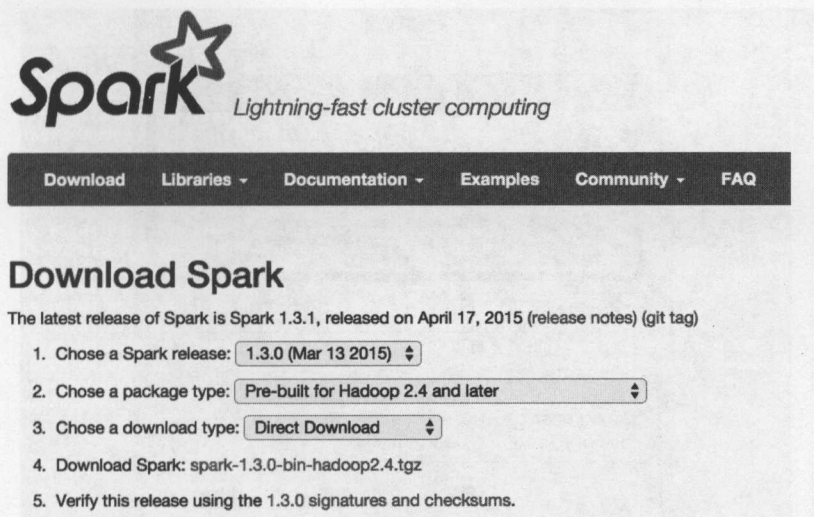 Spark Lightning-fast cluster computing
Download Libraries Documentation Examples Community FAQ
Download Spark
The latest release of Spark is Spark 1.3.1, released on April 17, 2015 (release notes) (git tag)
1. Chose a Spark release: 1.3.0 (Mar 13 2015)
2. Chose a package type: Pre-built for Hadoop 2.4 and later
3. Chose a download type: Direct Download
4. Download Spark: spark-1.3.0-bin-hadoop2.4.tgz
5. Verify this release using the 1.3.0 signatures and checksums.